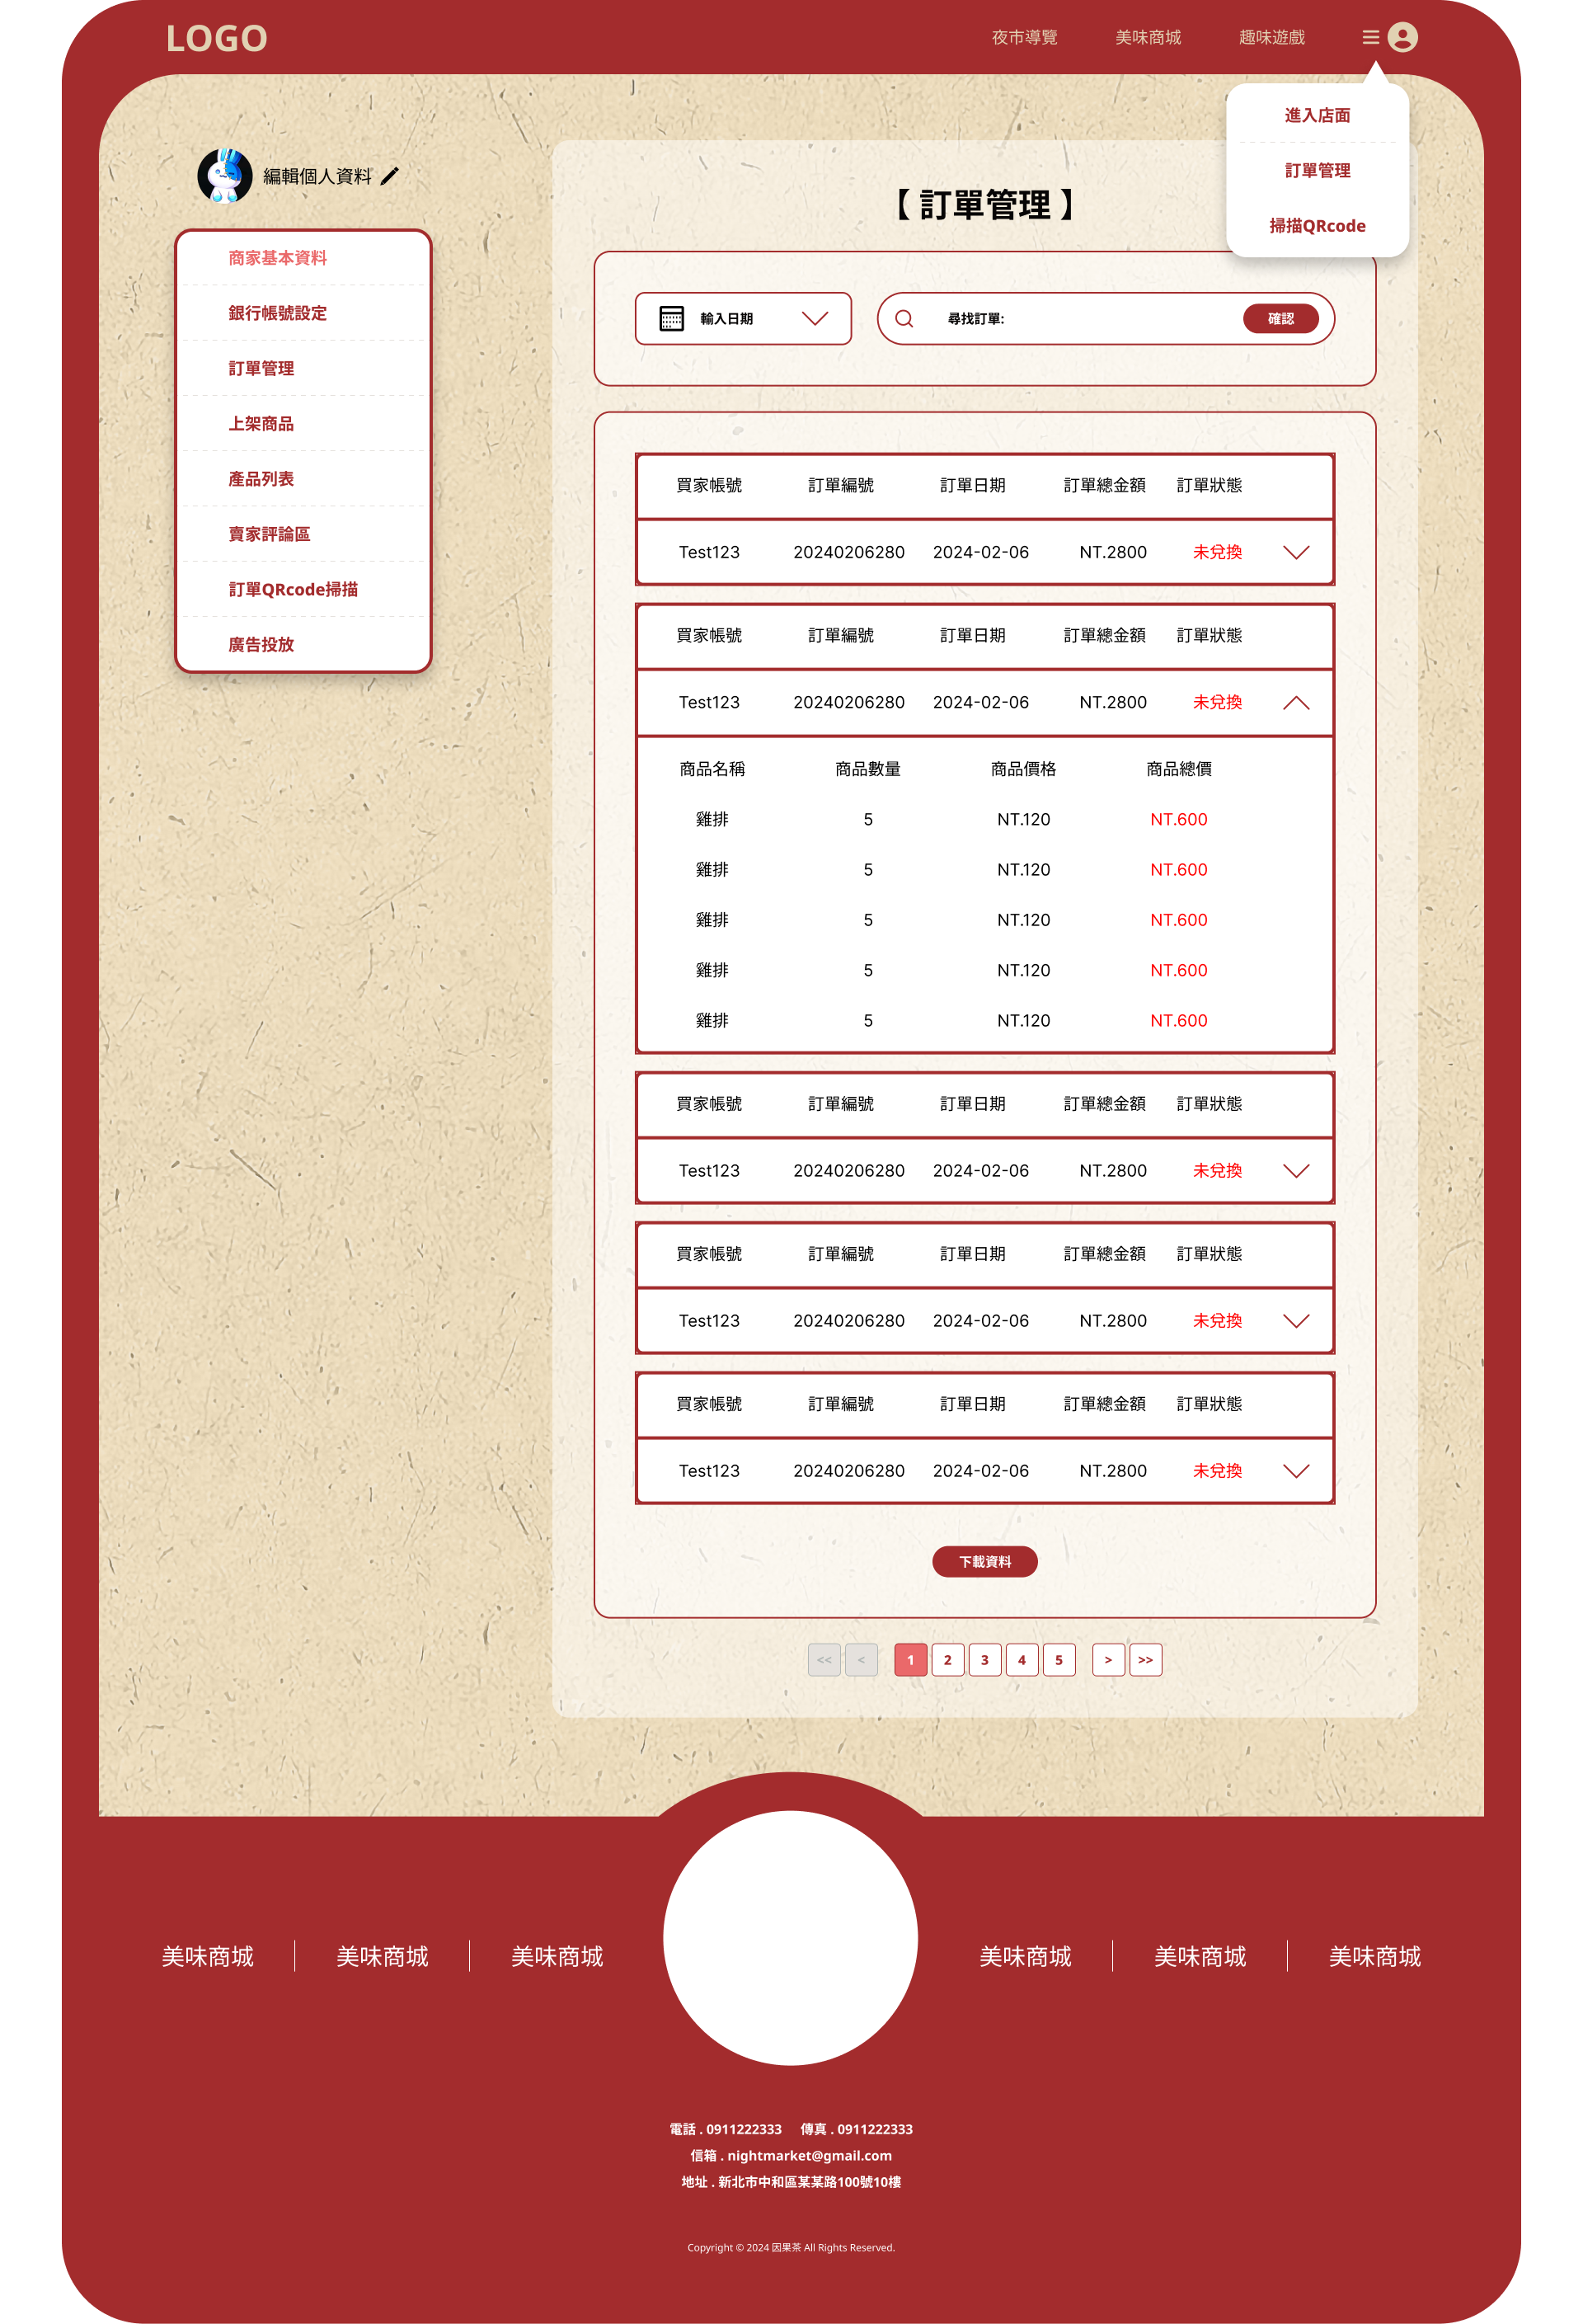 LOGO
夜市導覽 美味商城 趣味遊戲
進入店面
訂單管理
掃描QRcode
編輯個人資料
商家基本資料
銀行帳號設定
訂單管理
上架商品
產品列表
賣家評論區
訂單QRcode掃描
廣告投放
【 訂單管理 】
輸入日期 尋找訂單: 確認
買家帳號 訂單編號 訂單日期 訂單總金額 訂單狀態
Test123 20240206280 2024-02-06 NT.2800 未兌換
買家帳號 訂單編號 訂單日期 訂單總金額 訂單狀態
Test123 20240206280 2024-02-06 NT.2800 未兌換
商品名稱 商品數量 商品價格 商品總價
雞排 5 NT.120 NT.600
雞排 5 NT.120 NT.600
雞排 5 NT.120 NT.600
雞排 5 NT.120 NT.600
雞排 5 NT.120 NT.600
買家帳號 訂單編號 訂單日期 訂單總金額 訂單狀態
Test123 20240206280 2024-02-06 NT.2800 未兌換
買家帳號 訂單編號 訂單日期 訂單總金額 訂單狀態
Test123 20240206280 2024-02-06 NT.2800 未兌換
買家帳號 訂單編號 訂單日期 訂單總金額 訂單狀態
Test123 20240206280 2024-02-06 NT.2800 未兌換
下載資料
<< < 1 2 3 4 5 > >>
美味商城 美味商城 美味商城 美味商城 美味商城 美味商城
電話 . 0911222333 傳真 . 0911222333
信箱 . nightmarket@gmail.com
地址 . 新北市中和區某某路100號10樓
Copyright © 2024 因果茶 All Rights Reserved.